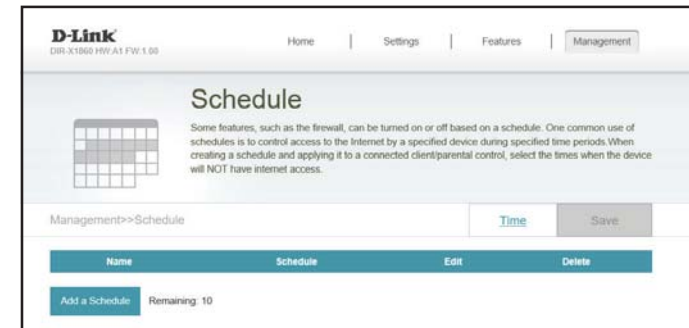 D-Link
DIR-X1860 HW:A1 FW:1.00
Home | Settings | Features | Management
Schedule
Some features, such as the firewall, can be turned on or off based on a schedule. One common use of
schedules is to control access to the Internet by a specified device during specified time periods.When
creating a schedule and applying it to a connected client/parental control, select the times when the device
will NOT have internet access.
Management>>Schedule
Time
Save
Name Schedule Edit Delete
Add a Schedule Remaining: 10